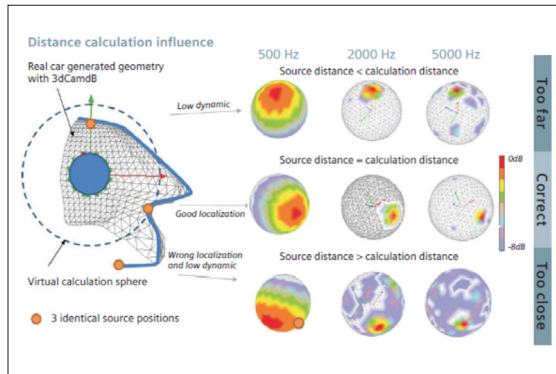 Distance calculation influence
Real car generated geometry
with 3dCamdB
500 Hz
2000 Hz
5000 Hz
Source distance < calculation distance
Low dynamic
Too far
Source distance = calculation distance
Good localization
Correct
0dB
-8dB
Wrong localization
and low dynamic
Source distance > calculation distance
Too close
Virtual calculation sphere
3 identical source positions